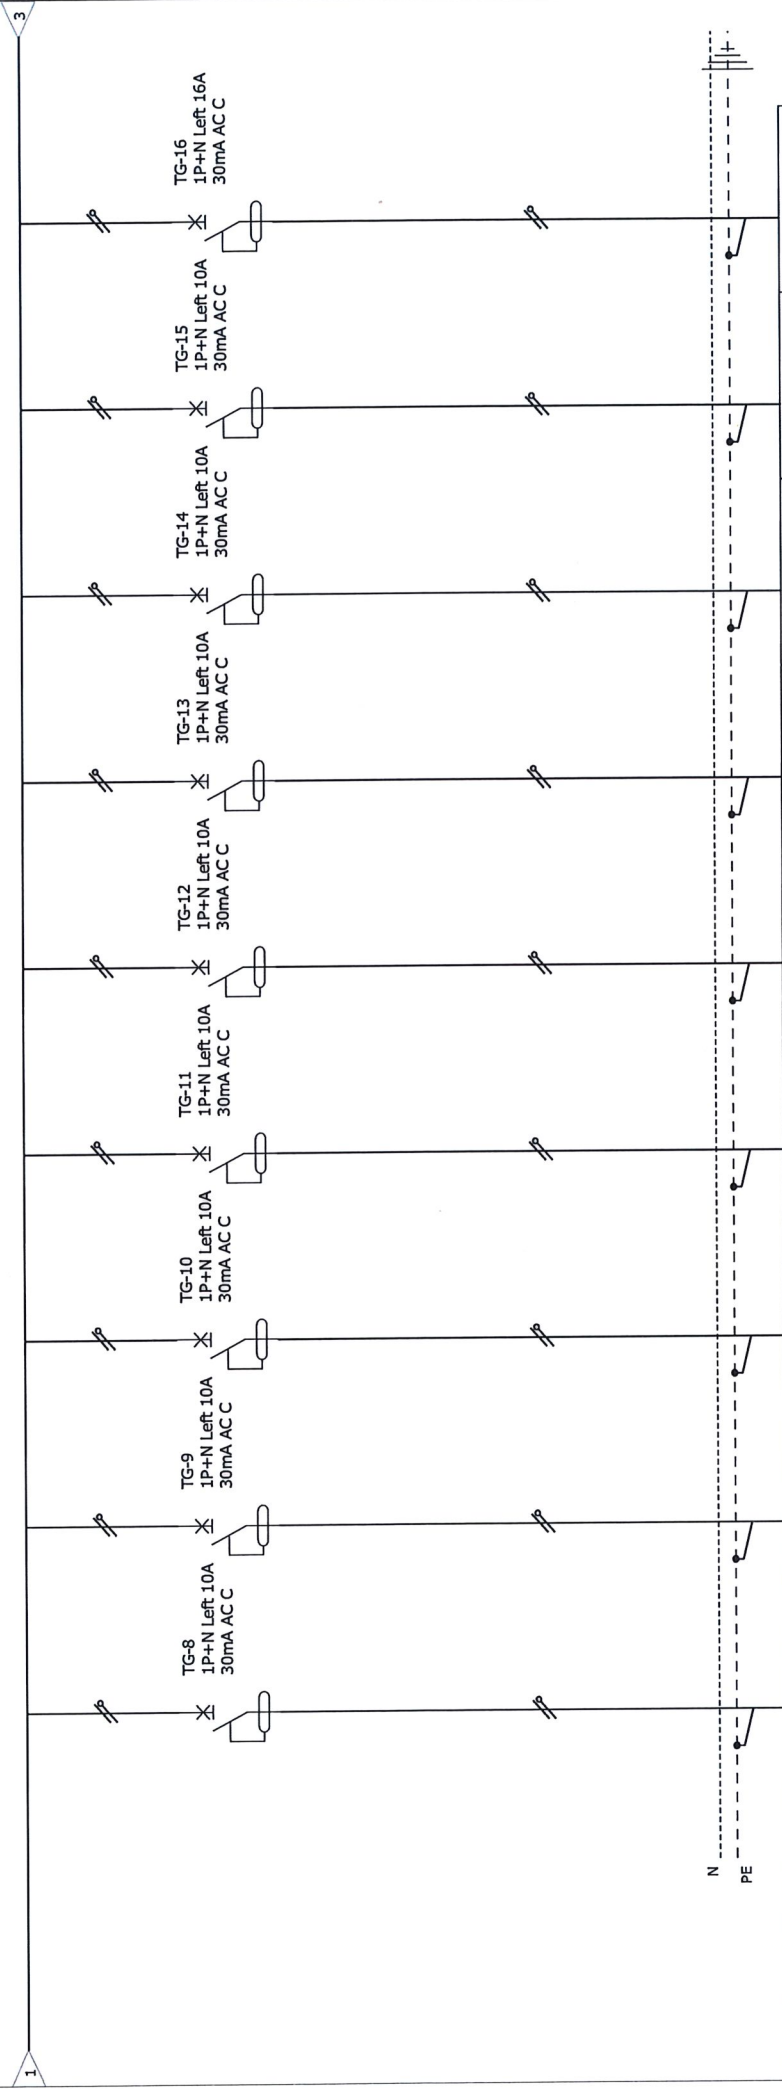 1
TG-8
1P+N Left 10A
30mA AC C
TG-9
1P+N Left 10A
30mA AC C
TG-10
1P+N Left 10A
30mA AC C
TG-11
1P+N Left 10A
30mA AC C
TG-12
1P+N Left 10A
30mA AC C
TG-13
1P+N Left 10A
30mA AC C
TG-14
1P+N Left 10A
30mA AC C
TG-15
1P+N Left 10A
30mA AC C
TG-16
1P+N Left 16A
30mA AC C
3
N
PE